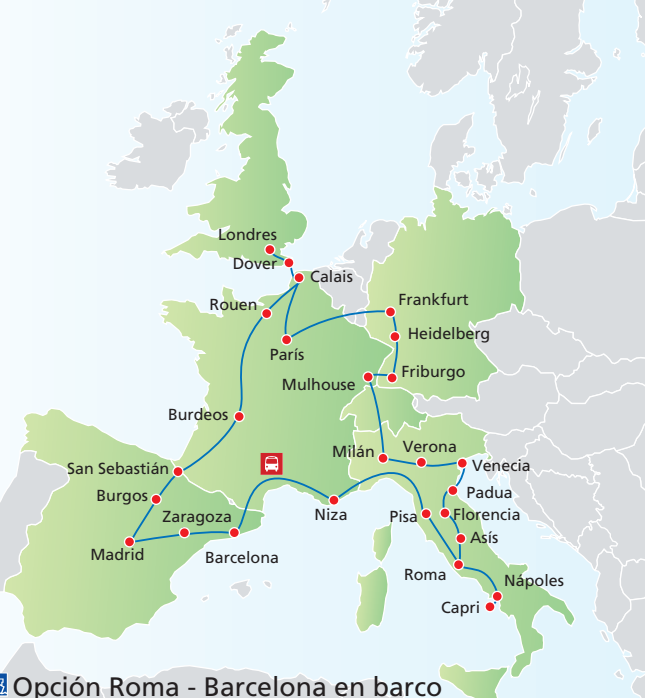 Londres
Dover
Calais
Rouen
Frankfurt
Heidelberg
París
Mulhouse
Friburgo
Burdeos
Milán
Verona
San Sebastián
Venecia
Burgos
Padua
Zaragoza
Niza
Pisa
Florencia
Madrid
Barcelona
Asís
Roma
Nápoles
Capri
Opción Roma - Barcelona en barco